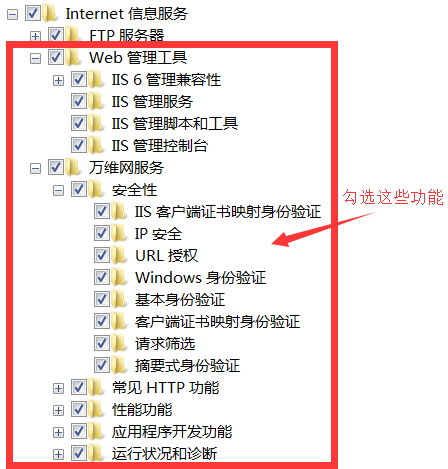 Internet 信息服务
FTP 服务器
Web 管理工具
IIS 6 管理兼容性
IIS 管理服务
IIS 管理脚本和工具
IIS 管理控制台
万维网服务
安全性
IIS 客户端证书映射身份验证
IP 安全
URL 授权
Windows 身份验证
基本身份验证
客户端证书映射身份验证
请求筛选
摘要式身份验证
常见 HTTP 功能
性能功能
应用程序开发功能
运行状况和诊断
勾选这些功能